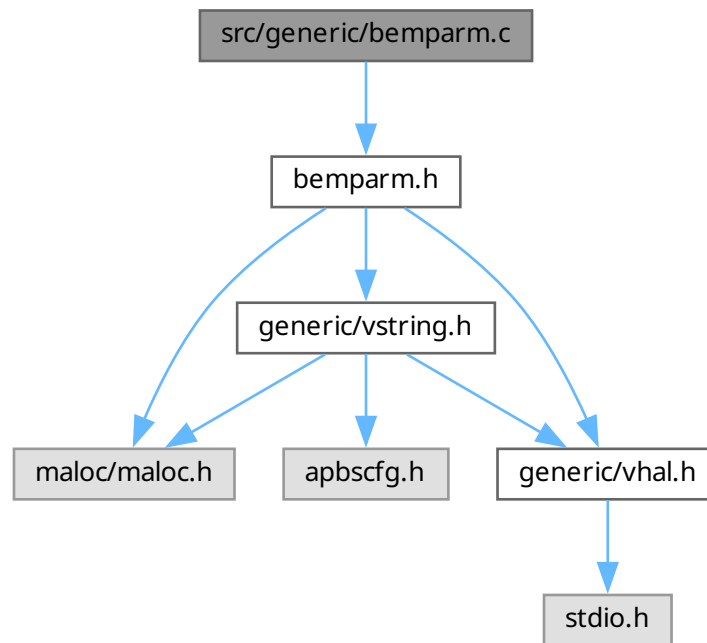 src/generic/bemparm.c
bemparm.h
generic/vstring.h
maloc/maloc.h
apbscfg.h
generic/vhal.h
stdio.h